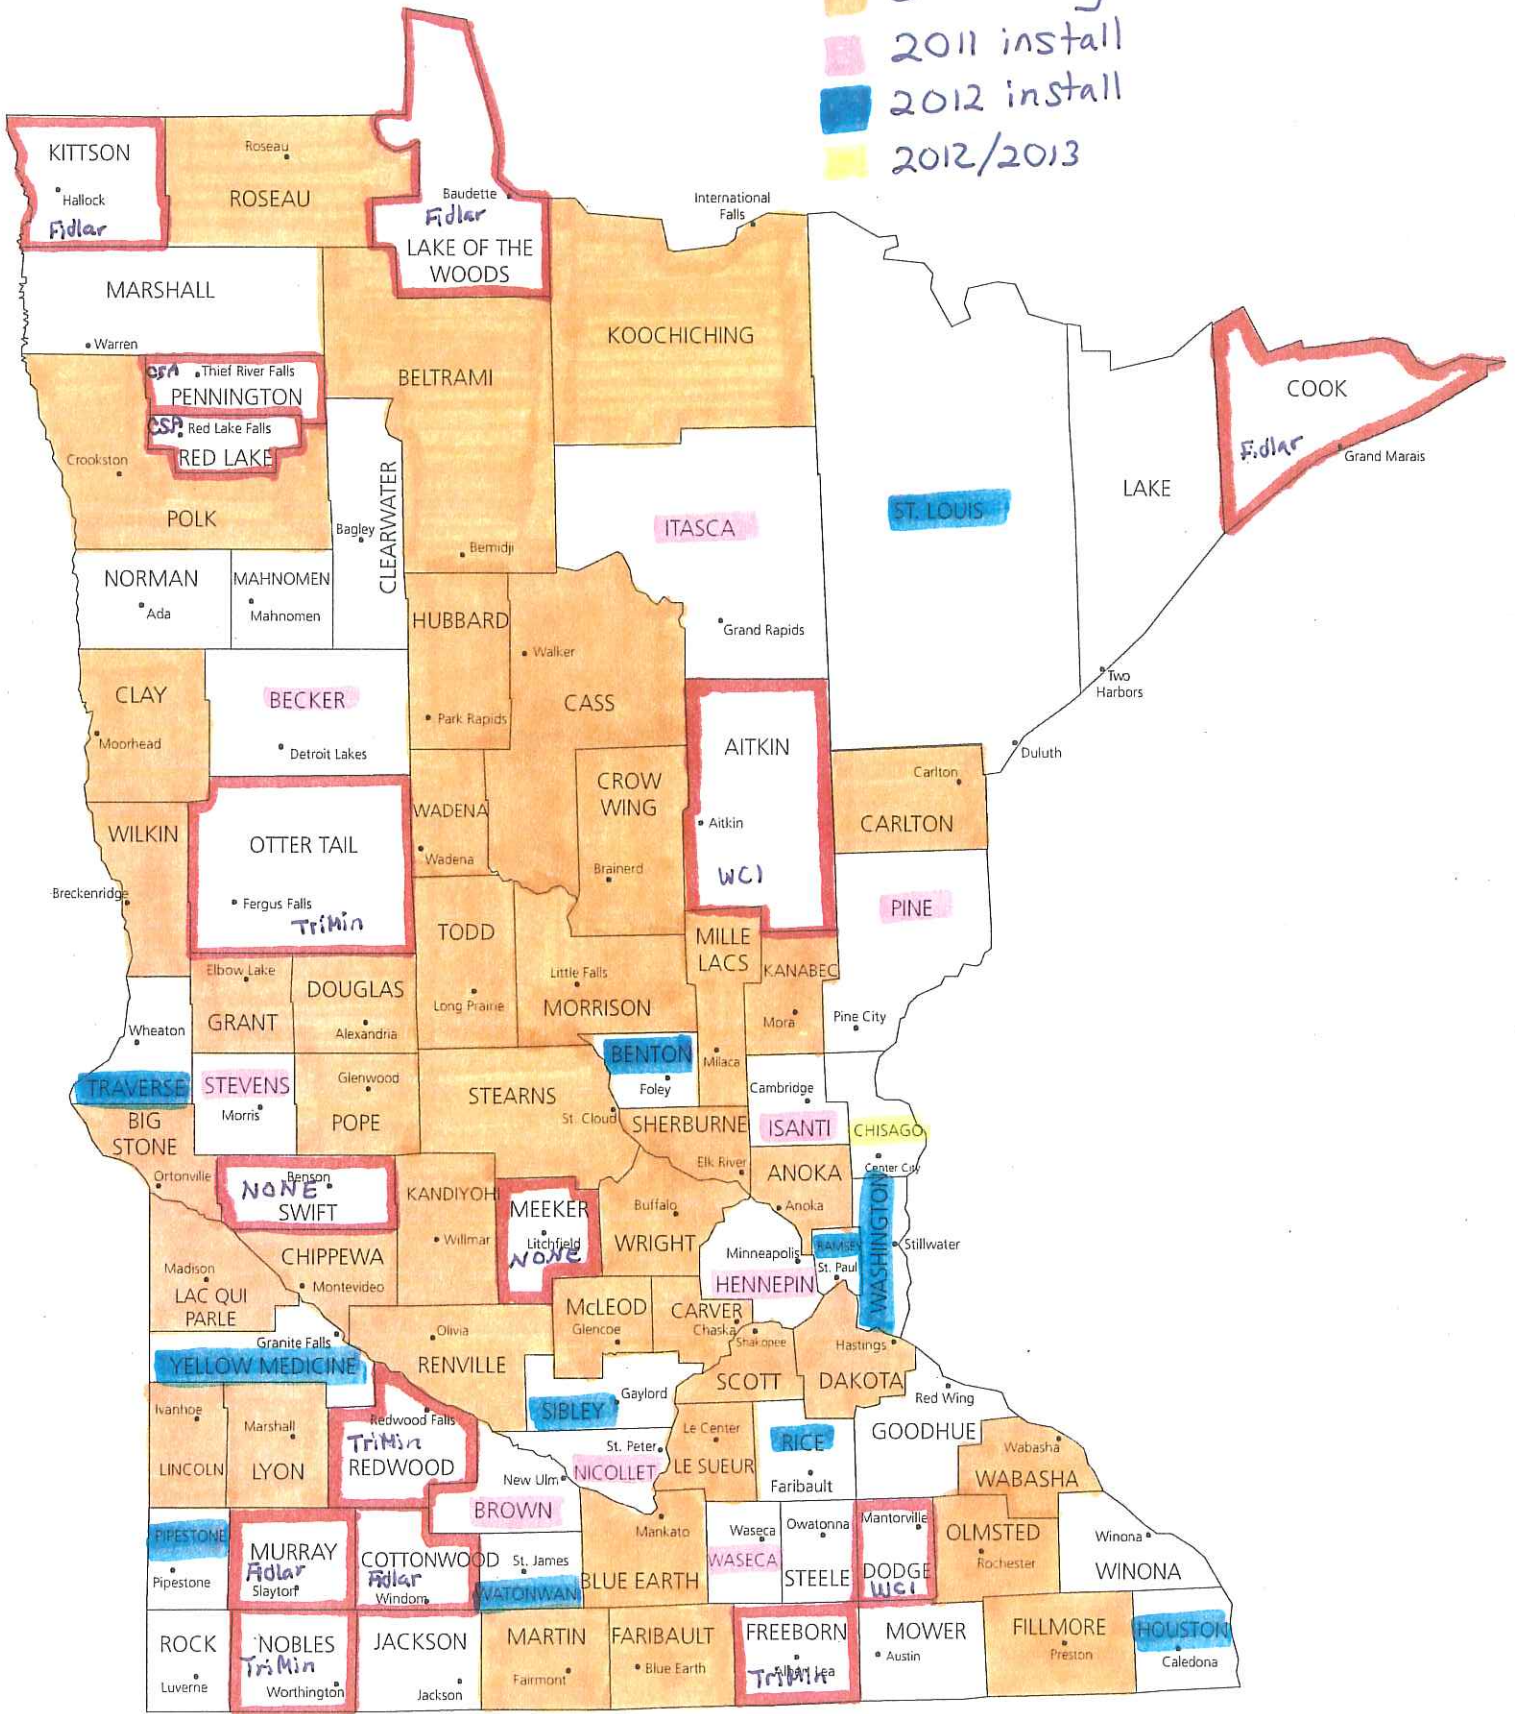 2011 install
2012 install
2012/2013
KITTSON
Hallock
Fidlar
Roseau
ROSEAU
Baudette
Fidlar
LAKE OF THE
WOODS
International
Falls
MARSHALL
Warren
KOOCHICHING
CSA
Thief River Falls
PENNINGTON
CSA
Red Lake Falls
RED LAKE
BELTRAMI
Bemidji
COOK
Fidlar
Grand Marais
Crookston
POLK
Bagley
CLEARWATER
ITASCA
Grand Rapids
ST. LOUIS
LAKE
Two
Harbors
Duluth
NORMAN
Ada
MAHNOMEN
Mahnomen
HUBBARD
Park Rapids
Walker
CASS
CLAY
Moorhead
BECKER
Detroit Lakes
AITKIN
Aitkin
WCI
Carlton
CARLTON
WILKIN
Breckenridge
OTTER TAIL
Fergus Falls
TriMin
WADENA
Wadena
CROW
WING
Brainerd
PINE
Pine City
TODD
Long Prairie
Little Falls
MORRISON
MILLE
LACS
Milaca
KANABEC
Mora
Elbow Lake
GRANT
DOUGLAS
Alexandria
Wheaton
TRAVERSE
STEVENS
Morris
Glenwood
POPE
STEARNS
St. Cloud
BENTON
Foley
Cambridge
ISANTI
CHISAGO
Center City
BIG
STONE
Ortonville
Benson
NONE
SWIFT
KANDIYOHI
Willmar
MEEKER
Litchfield
NONE
SHERBURNE
Elk River
ANOKA
Anoka
Buffalo
WRIGHT
Minneapolis
HENNEPIN
RAMSEY
St. Paul
WASHINGTON
Stillwater
CHIPPEWA
Montevideo
Madison
LAC QUI
PARLE
Granite Falls
YELLOW MEDICINE
Olivia
RENVILLE
McLEOD
Glencoe
CARVER
Chaska
Shakopee
SCOTT
Hastings
DAKOTA
Red Wing
GOODHUE
Ivanhoe
LINCOLN
Marshall
LYON
Redwood Falls
TriMin
REDWOOD
Gaylord
SIBLEY
St. Peter
NICOLLET
New Ulm
BROWN
Le Center
LE SUEUR
RICE
Faribault
Wabasha
WABASHA
PIPESTONE
Pipestone
MURRAY
Fidlar
Slayton
COTTONWOOD
Fidlar
Windom
St. James
WATONWAN
Mankato
BLUE EARTH
Waseca
WASECA
Owatonna
STEELE
Mantorville
DODGE
WCI
OLMSTED
Rochester
Winona
WINONA
ROCK
Luverne
NOBLES
TriMin
Worthington
JACKSON
Jackson
MARTIN
Fairmont
FARIBAULT
Blue Earth
FREEBORN
Albert Lea
TriMin
MOWER
Austin
FILLMORE
Preston
HOUSTON
Caledona